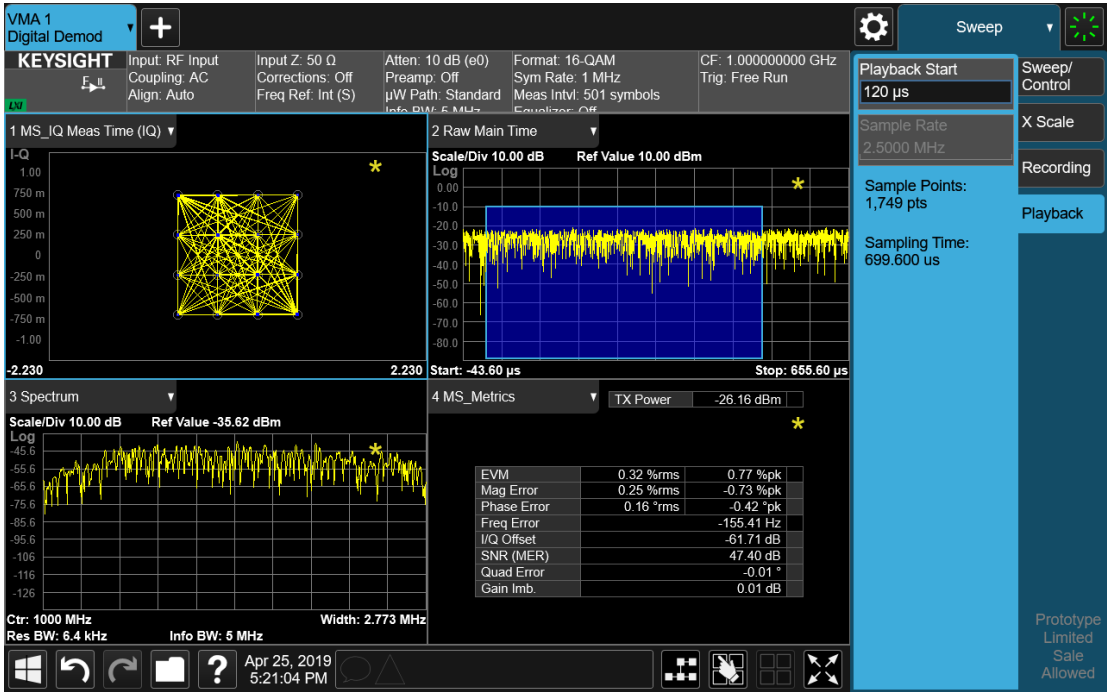 VMA 1
Digital Demod
Sweep
KEYSIGHT
LXI
Input: RF Input
Coupling: AC
Align: Auto
Input Z: 50 Ω
Corrections: Off
Freq Ref: Int (S)
Atten: 10 dB (e0)
Preamp: Off
µW Path: Standard
Info BW: 5 MHz
Format: 16-QAM
Sym Rate: 1 MHz
Meas Intvl: 501 symbols
Equalizer: Off
CF: 1.000000000 GHz
Trig: Free Run
1 MS_IQ Meas Time (IQ)
I-Q
1.00
750 m
500 m
250 m
0
-250 m
-500 m
-750 m
-1.00
-2.230
2.230
2 Raw Main Time
Scale/Div 10.00 dB
Ref Value 10.00 dBm
Log
0.00
-10.0
-20.0
-30.0
-40.0
-50.0
-60.0
-70.0
-80.0
Start: -43.60 µs
Stop: 655.60 µs
3 Spectrum
Scale/Div 10.00 dB
Ref Value -35.62 dBm
Log
-45.6
-55.6
-65.6
-75.6
-85.6
-95.6
-106
-116
-126
Ctr: 1000 MHz
Width: 2.773 MHz
Res BW: 6.4 kHz
Info BW: 5 MHz
4 MS_Metrics
TX Power -26.16 dBm
EVM 0.32 %rms 0.77 %pk
Mag Error 0.25 %rms -0.73 %pk
Phase Error 0.16 °rms -0.42 °pk
Freq Error -155.41 Hz
I/Q Offset -61.71 dB
SNR (MER) 47.40 dB
Quad Error -0.01 °
Gain Imb. 0.01 dB
Playback Start
120 µs
Sample Rate
2.5000 MHz
Sample Points:
1,749 pts
Sampling Time:
699.600 us
Sweep/
Control
X Scale
Recording
Playback
Prototype
Limited
Sale
Allowed
?
Apr 25, 2019
5:21:04 PM